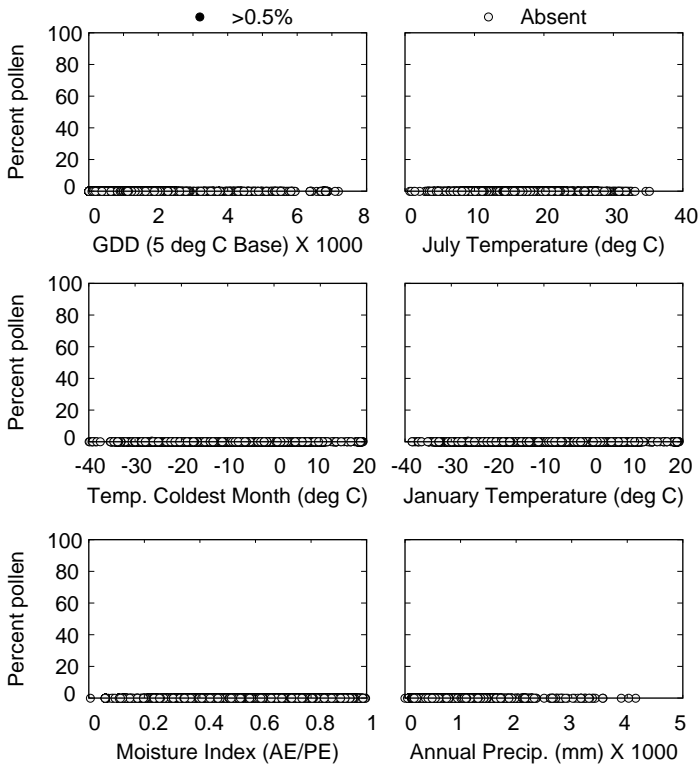 >0.5% Absent
100
80
60
40
20
0
Percent pollen
0 2 4 6 8
GDD (5 deg C Base) X 1000
0 10 20 30 40
July Temperature (deg C)
100
80
60
40
20
0
Percent pollen
-40 -30 -20 -10 0 10 20
Temp. Coldest Month (deg C)
-40 -30 -20 -10 0 10 20
January Temperature (deg C)
100
80
60
40
20
0
Percent pollen
0 0.2 0.4 0.6 0.8 1
Moisture Index (AE/PE)
0 1 2 3 4 5
Annual Precip. (mm) X 1000